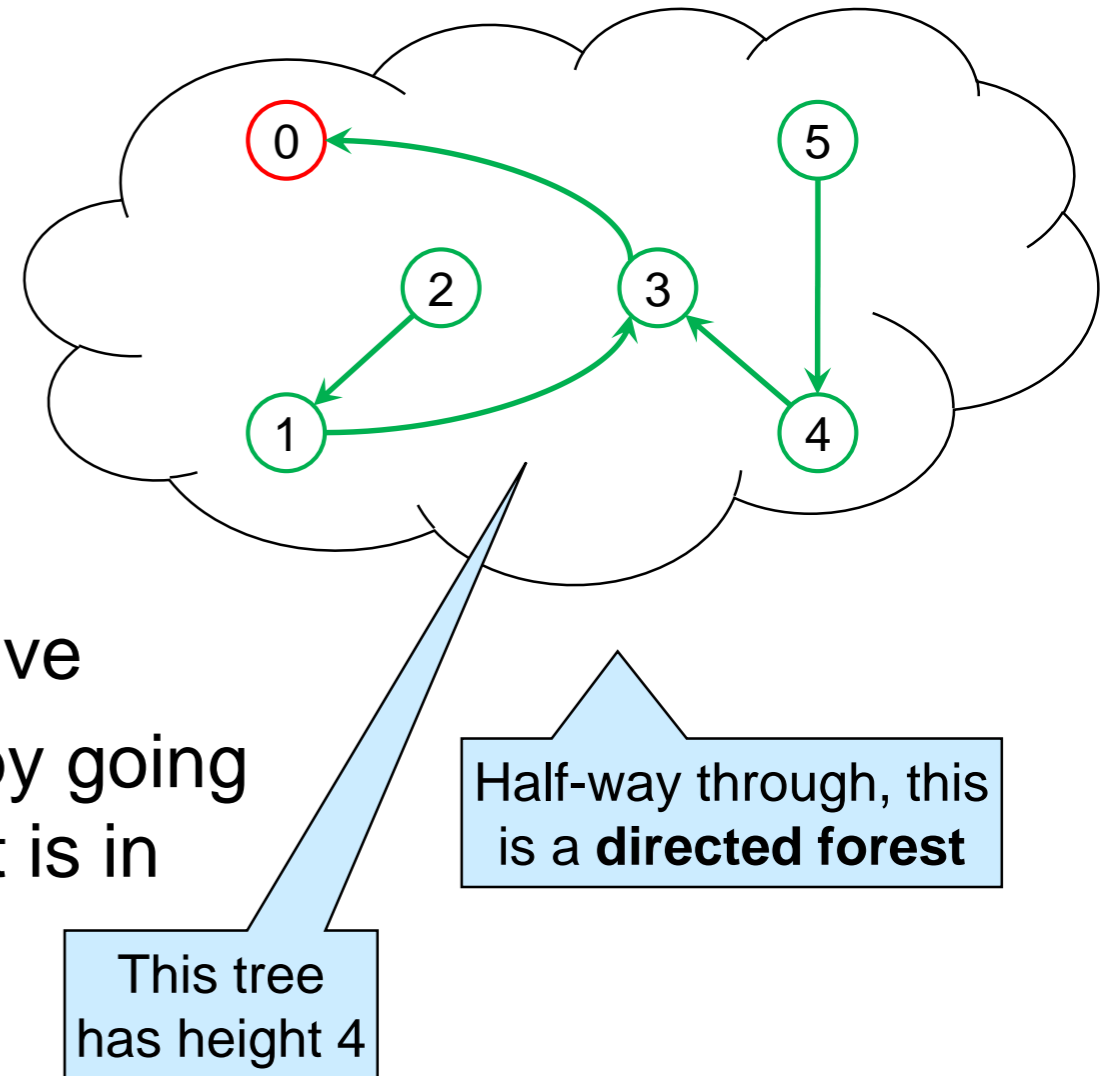 0
5
2
3
1
4
ve
by going
t is in
Half-way through, this
is a directed forest
This tree
has height 4